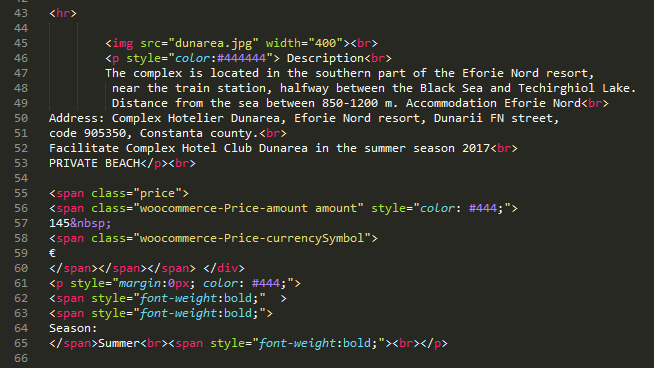 43 <hr>
44
45 <img src="dunarea.jpg" width="400"><br>
46 <p style="color:#444444"> Description<br>
47 The complex is located in the southern part of the Eforie Nord resort,
48 near the train station, halfway between the Black Sea and Techirghiol Lake.
49 Distance from the sea between 850-1200 m. Accommodation Eforie Nord<br>
50 Address: Complex Hotelier Dunarea, Eforie Nord resort, Dunarii FN street,
51 code 905350, Constanta county.<br>
52 Facilitate Complex Hotel Club Dunarea in the summer season 2017<br>
53 PRIVATE BEACH</p><br>
54
55 <span class="price">
56 <span class="woocommerce-Price-amount amount" style="color: #444;">
57 145&nbsp;
58 <span class="woocommerce-Price-currencySymbol">
59 €
60 </span></span></span> </div>
61 <p style="margin:0px; color: #444;">
62 <span style="font-weight:bold;"  >
63 <span style="font-weight:bold;">
64 Season:
65 </span>Summer<br><span style="font-weight:bold;"><br></p>
66